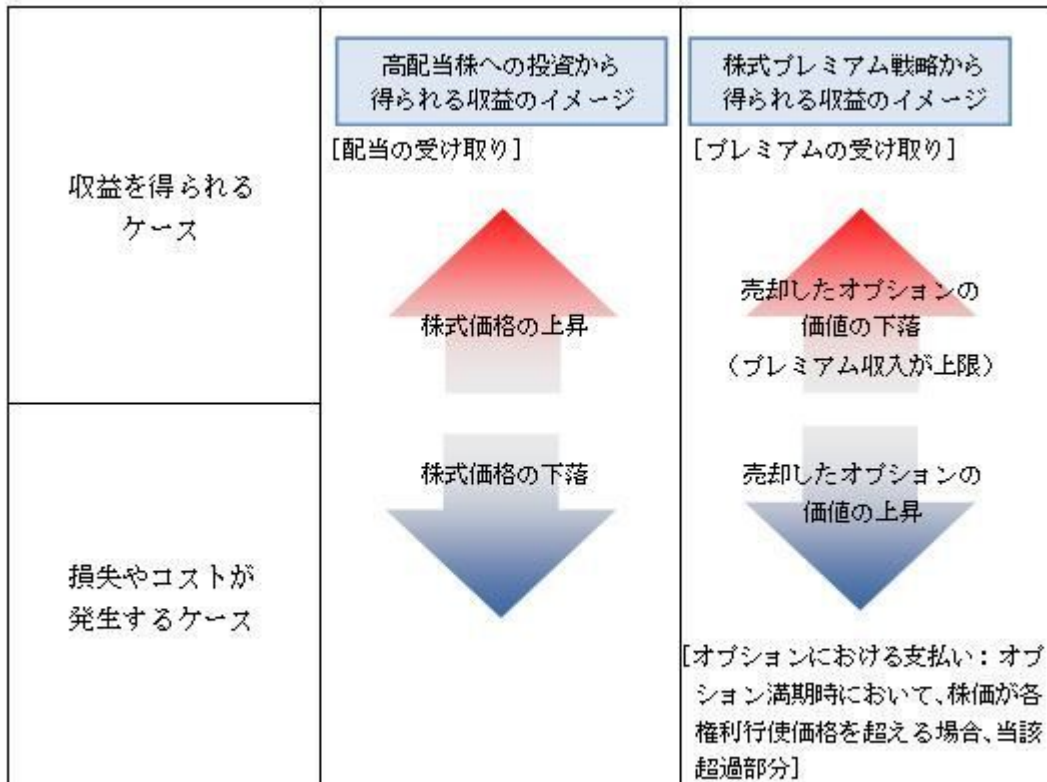 高配当株への投資から
得られる収益のイメージ
株式プレミアム戦略から
得られる収益のイメージ
収益を得られる
ケース
[配当の受け取り]
株式価格の上昇
[プレミアムの受け取り]
売却したオプションの
価値の下落
（プレミアム収入が上限）
損失やコストが
発生するケース
株式価格の下落
売却したオプションの
価値の上昇
[オプションにおける支払い：オプ
ション満期時において、株価が各
権利行使価格を超える場合、当該
超過部分]